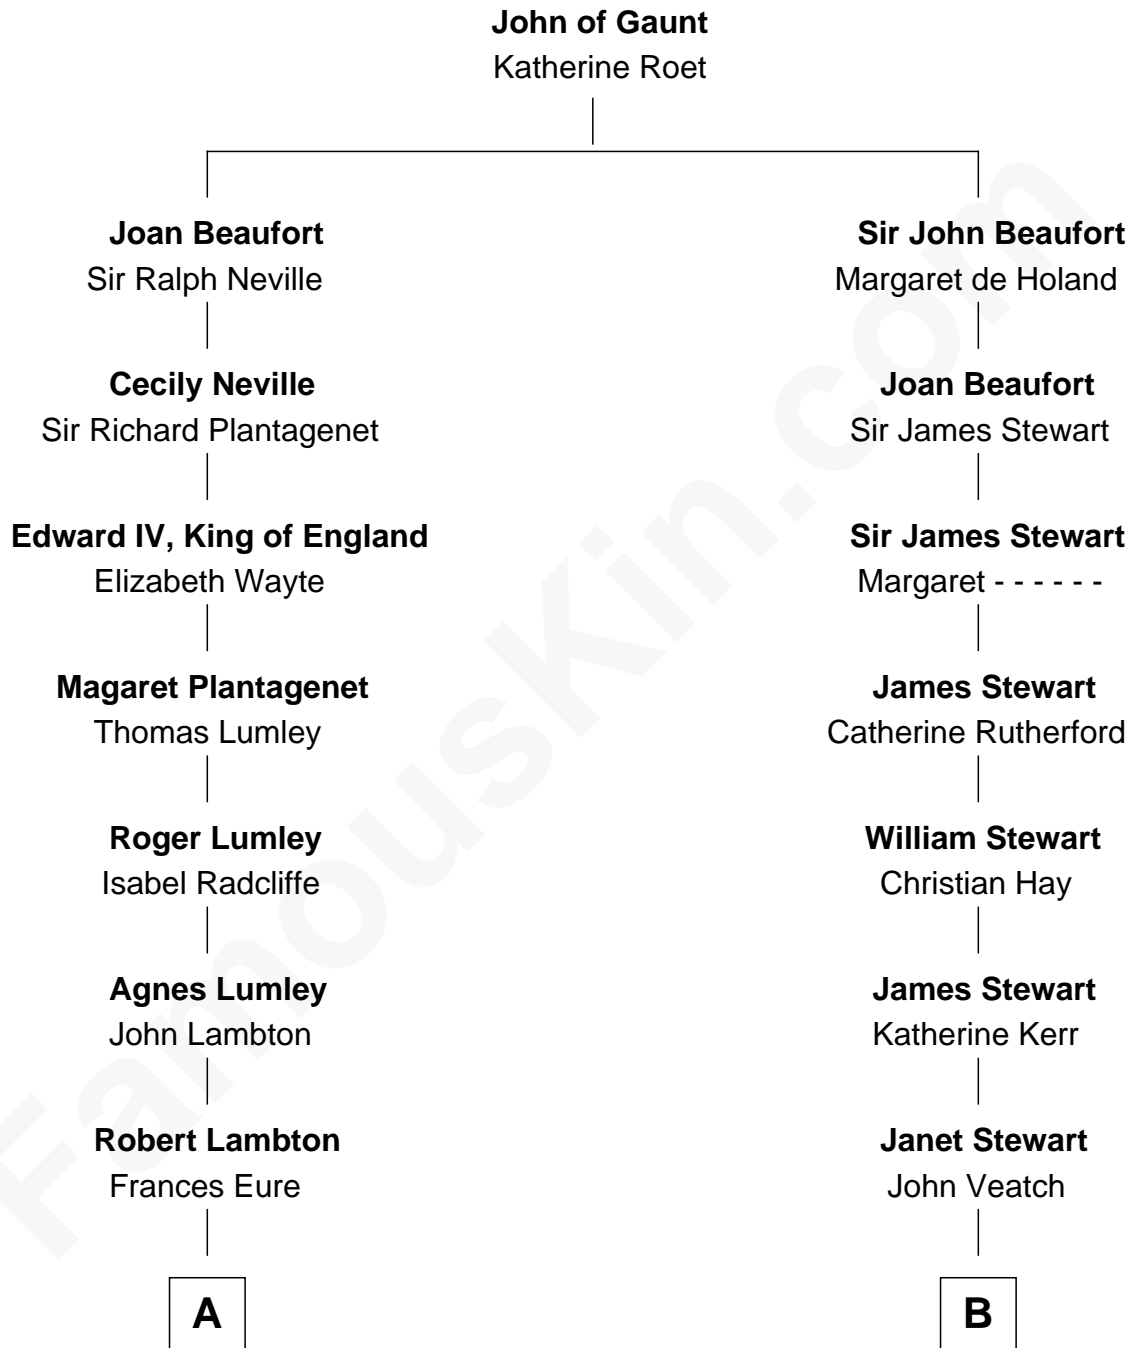 John of Gaunt
Katherine Roet
Joan Beaufort
Sir Ralph Neville
Cecily Neville
Sir Richard Plantagenet
Edward IV, King of England
Elizabeth Wayte
Magaret Plantagenet
Thomas Lumley
Roger Lumley
Isabel Radcliffe
Agnes Lumley
John Lambton
Robert Lambton
Frances Eure
A
Sir John Beaufort
Margaret de Holand
Joan Beaufort
Sir James Stewart
Sir James Stewart
Margaret - - - - - -
James Stewart
Catherine Rutherford
William Stewart
Christian Hay
James Stewart
Katherine Kerr
Janet Stewart
John Veatch
B
FamousKin.com